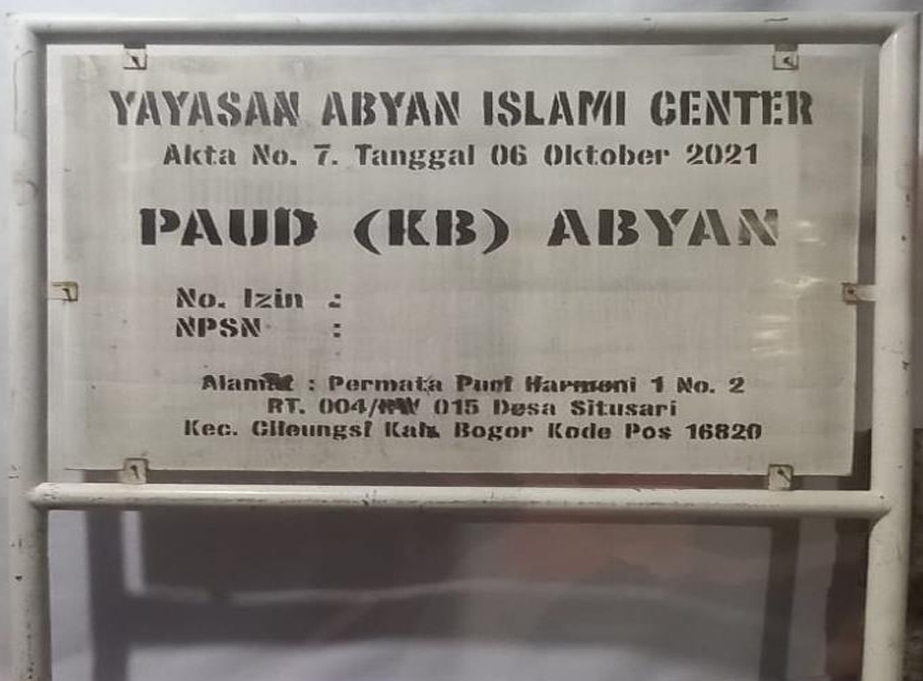 YAYASAN ABYAN ISLAMI CENTER
Akta No. 7. Tanggal 06 Oktober 2021
PAUD (KB) ABYAN
No. Izin :
NPSN :
Alamat : Permata Puri Harmoni 1 No. 2
RT. 004/RW 015 Desa Situsari
Kec. Cileungsi Kab. Bogor Kode Pos 16820